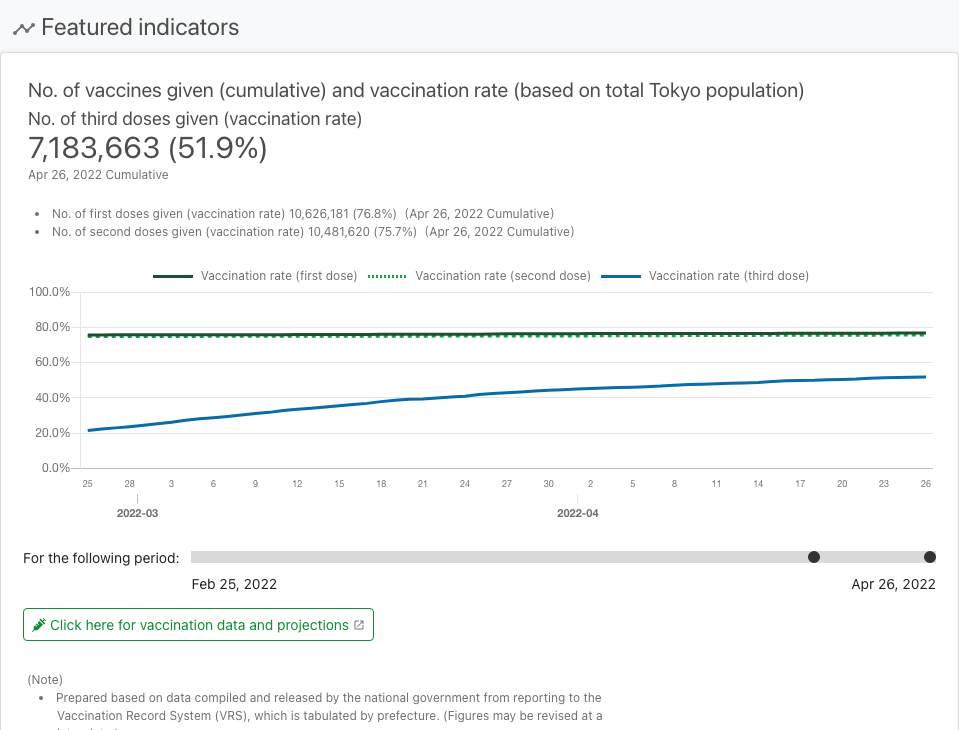 Featured indicators
No. of vaccines given (cumulative) and vaccination rate (based on total Tokyo population)
No. of third doses given (vaccination rate)
7,183,663 (51.9%)
Apr 26, 2022 Cumulative
• No. of first doses given (vaccination rate) 10,626,181 (76.8%) (Apr 26, 2022 Cumulative)
• No. of second doses given (vaccination rate) 10,481,620 (75.7%) (Apr 26, 2022 Cumulative)
Vaccination rate (first dose) Vaccination rate (second dose) Vaccination rate (third dose)
100.0%
80.0%
60.0%
40.0%
20.0%
0.0%
25 28 3 6 9 12 15 18 21 24 27 30 2 5 8 11 14 17 20 23 26
2022-03 2022-04
For the following period:
Feb 25, 2022 Apr 26, 2022
Click here for vaccination data and projections
(Note)
• Prepared based on data compiled and released by the national government from reporting to the
Vaccination Record System (VRS), which is tabulated by prefecture. (Figures may be revised at a